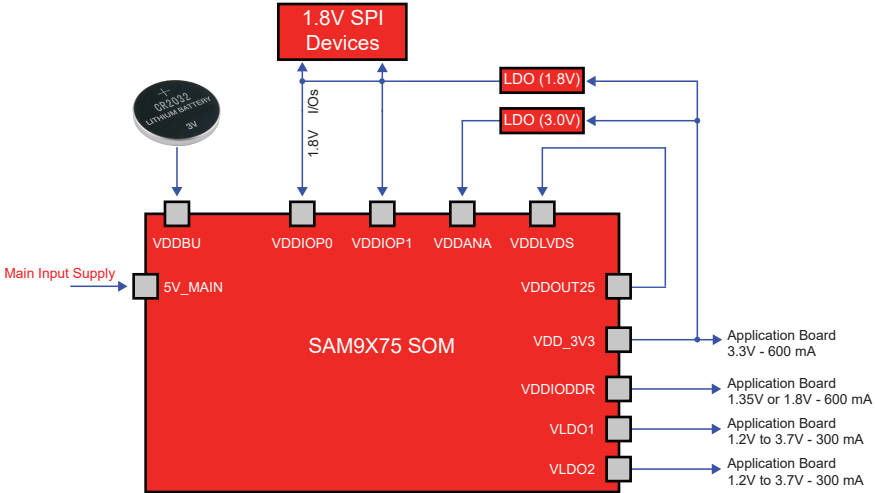 1.8V SPI
Devices
LDO (1.8V)
LDO (3.0V)
CR2032
LITHIUM BATTERY
3V
1.8V I/Os
VDDBU
VDDIOP0
VDDIOP1
VDDANA
VDDLVDS
Main Input Supply
5V_MAIN
VDDOUT25
SAM9X75 SOM
VDD_3V3
Application Board
3.3V - 600 mA
VDDIODDR
Application Board
1.35V or 1.8V - 600 mA
VLDO1
Application Board
1.2V to 3.7V - 300 mA
VLDO2
Application Board
1.2V to 3.7V - 300 mA